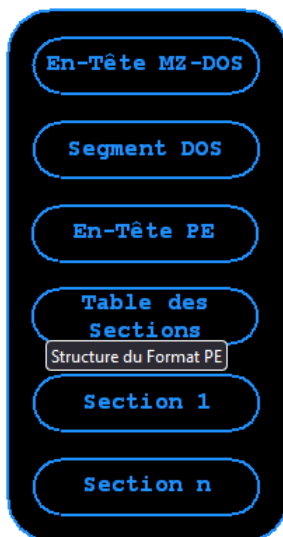 En-Tête MZ-DOS
Segment DOS
En-Tête PE
Table des
Sections
Structure du Format PE
Section 1
Section n